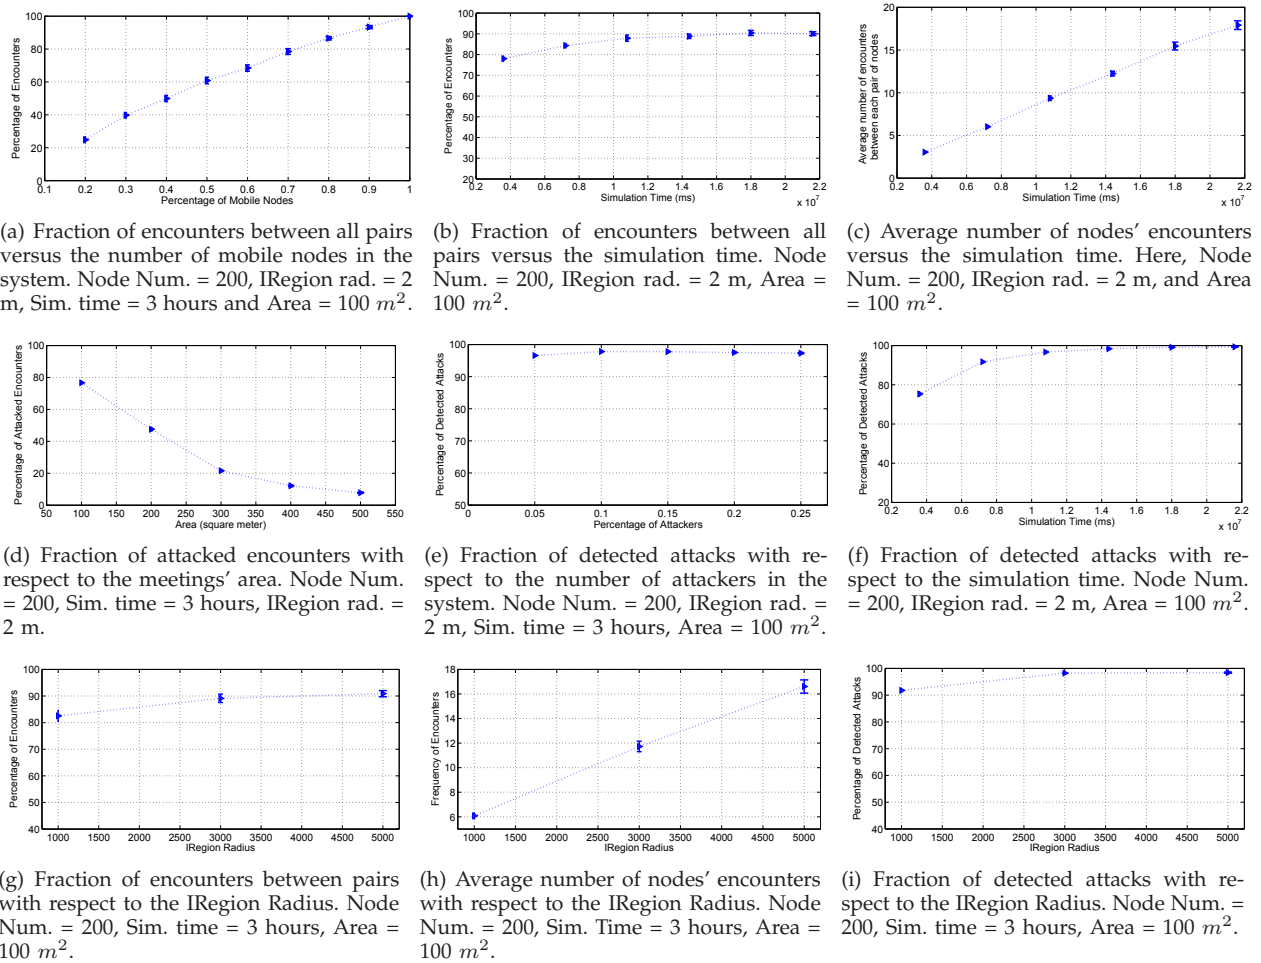 100
80
60
40
20
0
Percentage of Encounters
0.1 0.2 0.3 0.4 0.5 0.6 0.7 0.8 0.9 1
Percentage of Mobile Nodes
(a) Fraction of encounters between all pairs
versus the number of mobile nodes in the
system. Node Num. = 200, IRegion rad. = 2
m, Sim. time = 3 hours and Area = 100 m².
100
90
80
70
60
50
40
30
20
Percentage of Encounters
0.2 0.4 0.6 0.8 1 1.2 1.4 1.6 1.8 2 2.2
Simulation Time (ms)
x 10⁷
(b) Fraction of encounters between all
pairs versus the simulation time. Node
Num. = 200, IRegion rad. = 2 m, Area =
100 m².
20
15
10
5
0
Average number of encounters
between each pair of nodes
0.2 0.4 0.6 0.8 1 1.2 1.4 1.6 1.8 2 2.2
Simulation Time (ms)
x 10⁷
(c) Average number of nodes' encounters
versus the simulation time. Here, Node
Num. = 200, IRegion rad. = 2 m, and Area
= 100 m².
100
80
60
40
20
0
Percentage of Attacked Encounters
50 100 150 200 250 300 350 400 450 500 550
Area (square meter)
(d) Fraction of attacked encounters with
respect to the meetings' area. Node Num.
= 200, Sim. time = 3 hours, IRegion rad. =
2 m.
100
90
80
70
60
50
Percentage of Detected Attacks
0 0.05 0.1 0.15 0.2 0.25
Percentage of Attackers
(e) Fraction of detected attacks with re-
spect to the number of attackers in the
system. Node Num. = 200, IRegion rad. =
2 m, Sim. time = 3 hours, Area = 100 m².
100
80
60
40
20
Percentage of Detected Attacks
0.2 0.4 0.6 0.8 1 1.2 1.4 1.6 1.8 2 2.2
Simulation Time (ms)
x 10⁷
(f) Fraction of detected attacks with re-
spect to the simulation time. Node Num.
= 200, IRegion rad. = 2 m, Area = 100 m².
100
90
80
70
60
50
40
Percentage of Encounters
1000 1500 2000 2500 3000 3500 4000 4500 5000
IRegion Radius
(g) Fraction of encounters between pairs
with respect to the IRegion Radius. Node
Num. = 200, Sim. time = 3 hours, Area =
100 m².
18
16
14
12
10
8
6
Frequency of Encounters
1000 1500 2000 2500 3000 3500 4000 4500 5000
IRegion Radius
(h) Average number of nodes' encounters
with respect to the IRegion Radius. Node
Num. = 200, Sim. Time = 3 hours, Area =
100 m².
100
90
80
70
60
50
40
Percentage of Detected Attacks
1000 1500 2000 2500 3000 3500 4000 4500 5000
IRegion Radius
(i) Fraction of detected attacks with re-
spect to the IRegion Radius. Node Num. =
200, Sim. time = 3 hours, Area = 100 m².